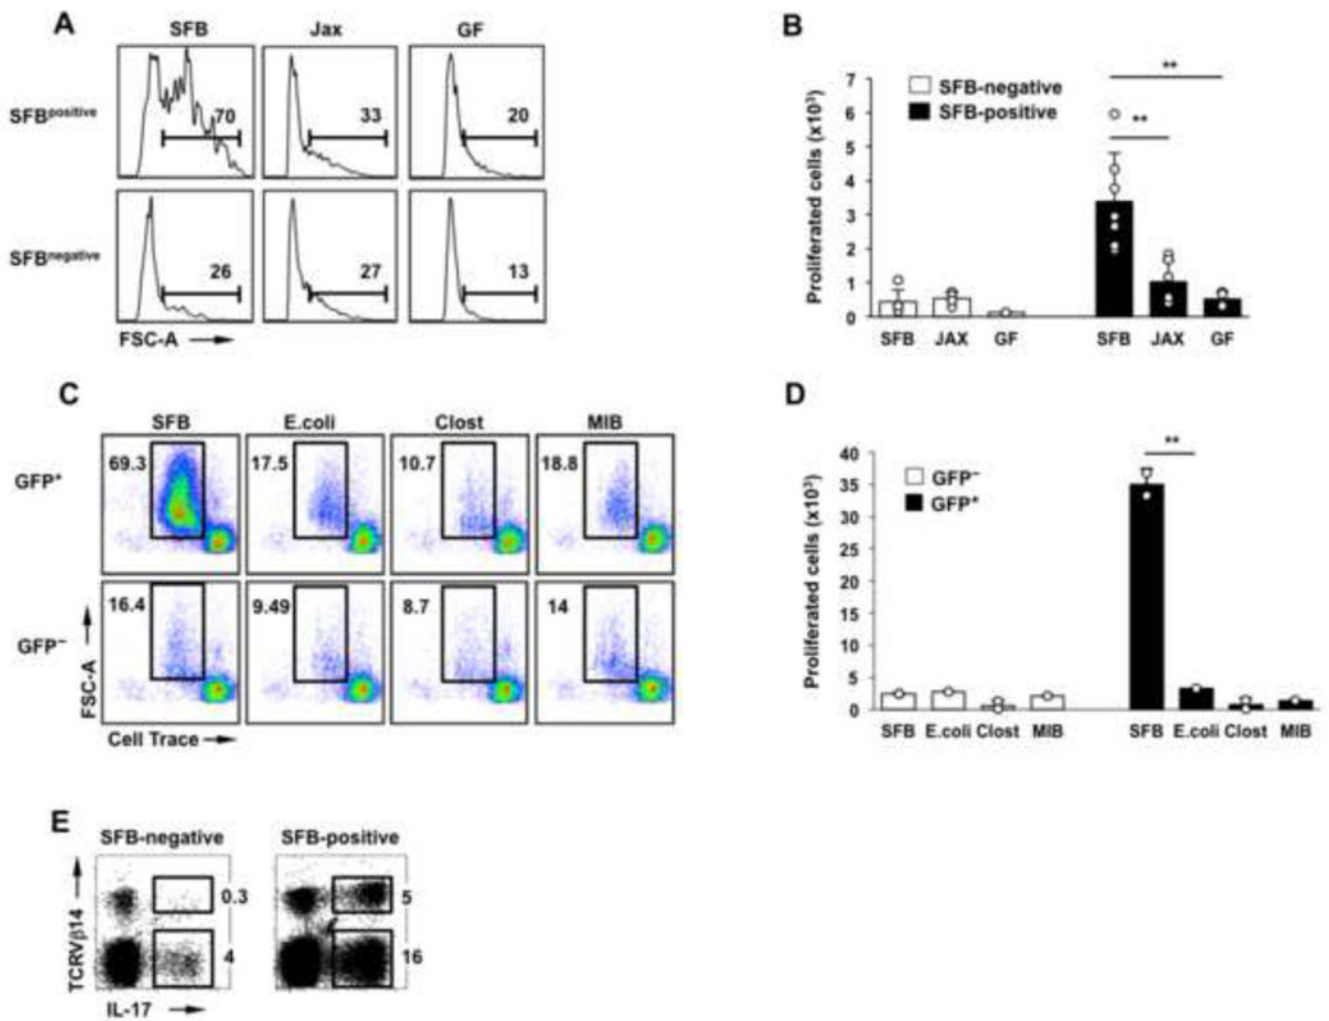 A
SFB Jax GF
SFBpositive 70 33 20
SFBnegative 26 27 13
FSC-A
B
Proliferated cells (x10³)
7
6
5
4
3
2
1
0
SFB-negative
SFB-positive
**
**
SFB JAX GF SFB JAX GF
C
SFB E.coli Clost MIB
GFP⁺ 69.3 17.5 10.7 18.8
GFP⁻ 16.4 9.49 8.7 14
FSC-A
Cell Trace
D
Proliferated cells (x10³)
40
35
30
25
20
15
10
5
0
GFP⁻
GFP⁺
**
SFB E.coli Clost MIB SFB E.coli Clost MIB
E
SFB-negative SFB-positive
TCRVβ14
0.3 5
4 16
IL-17